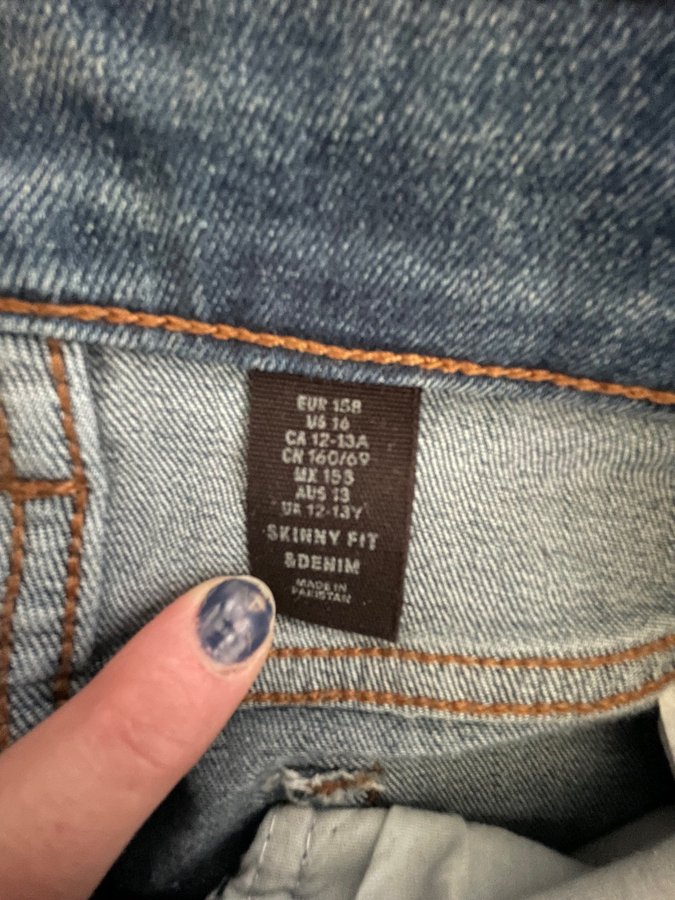 EUR 158
US 16
CA 12-13A
CN 160/69
MX 155
AUS 13
UK 12-13Y
SKINNY FIT
&DENIM
MADE IN
PAKISTAN